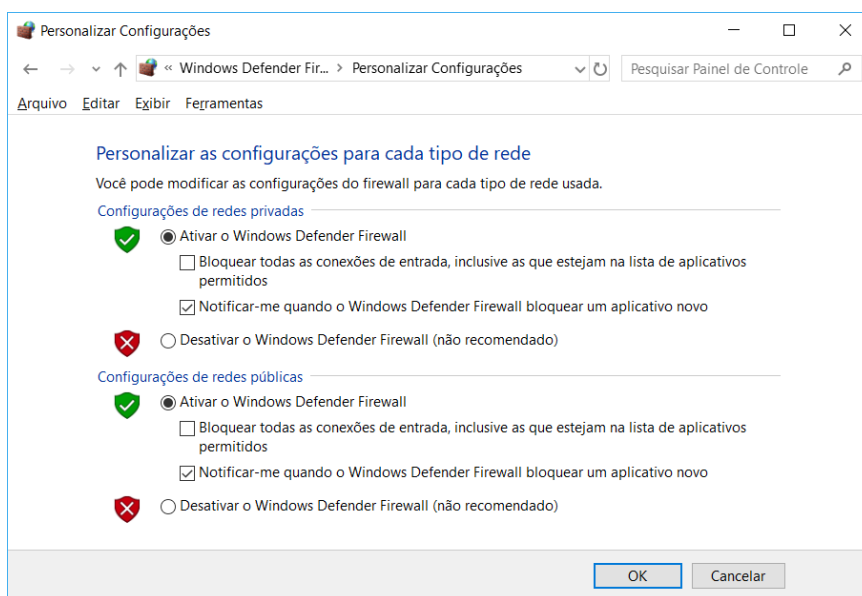 Personalizar Configurações
« Windows Defender Fir... > Personalizar Configurações
Pesquisar Painel de Controle
Arquivo Editar Exibir Ferramentas
Personalizar as configurações para cada tipo de rede
Você pode modificar as configurações do firewall para cada tipo de rede usada.
Configurações de redes privadas
Ativar o Windows Defender Firewall
Bloquear todas as conexões de entrada, inclusive as que estejam na lista de aplicativos
permitidos
Notificar-me quando o Windows Defender Firewall bloquear um aplicativo novo
Desativar o Windows Defender Firewall (não recomendado)
Configurações de redes públicas
Ativar o Windows Defender Firewall
Bloquear todas as conexões de entrada, inclusive as que estejam na lista de aplicativos
permitidos
Notificar-me quando o Windows Defender Firewall bloquear um aplicativo novo
Desativar o Windows Defender Firewall (não recomendado)
OK Cancelar